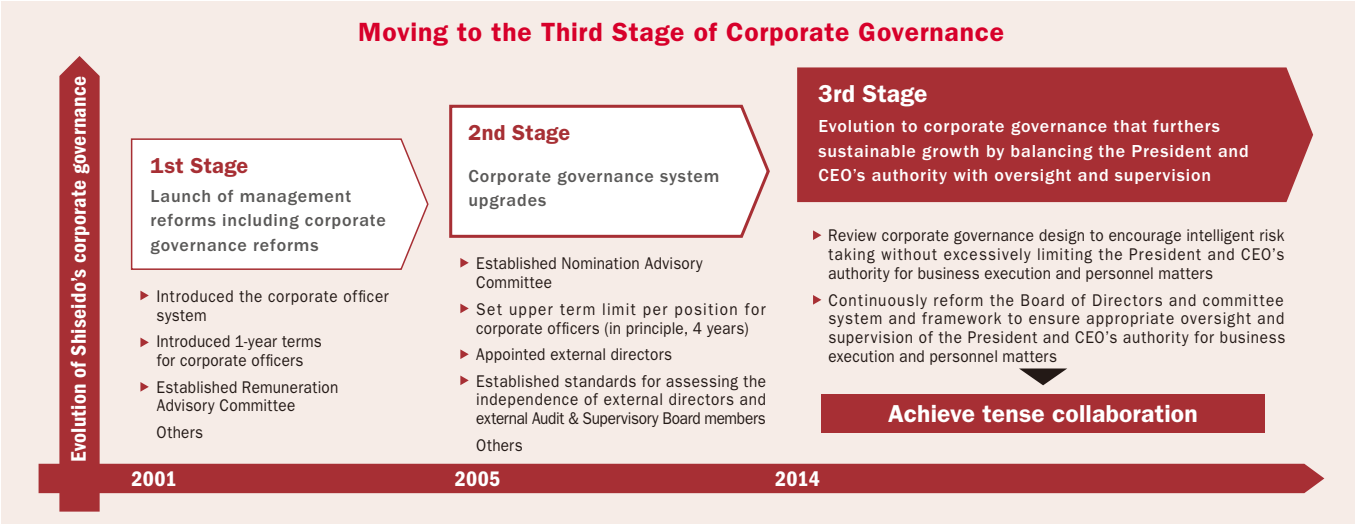 Moving to the Third Stage of Corporate Governance
Evolution of Shiseido's corporate governance
1st Stage
Launch of management
reforms including corporate
governance reforms
▶ Introduced the corporate officer
system
▶ Introduced 1-year terms
for corporate officers
▶ Established Remuneration
Advisory Committee
Others
2nd Stage
Corporate governance system
upgrades
▶ Established Nomination Advisory
Committee
▶ Set upper term limit per position for
corporate officers (in principle, 4 years)
▶ Appointed external directors
▶ Established standards for assessing the
independence of external directors and
external Audit & Supervisory Board members
Others
3rd Stage
Evolution to corporate governance that furthers
sustainable growth by balancing the President and
CEO's authority with oversight and supervision
▶ Review corporate governance design to encourage intelligent risk
taking without excessively limiting the President and CEO's
authority for business execution and personnel matters
▶ Continuously reform the Board of Directors and committee
system and framework to ensure appropriate oversight and
supervision of the President and CEO's authority for business
execution and personnel matters
Achieve tense collaboration
2001
2005
2014